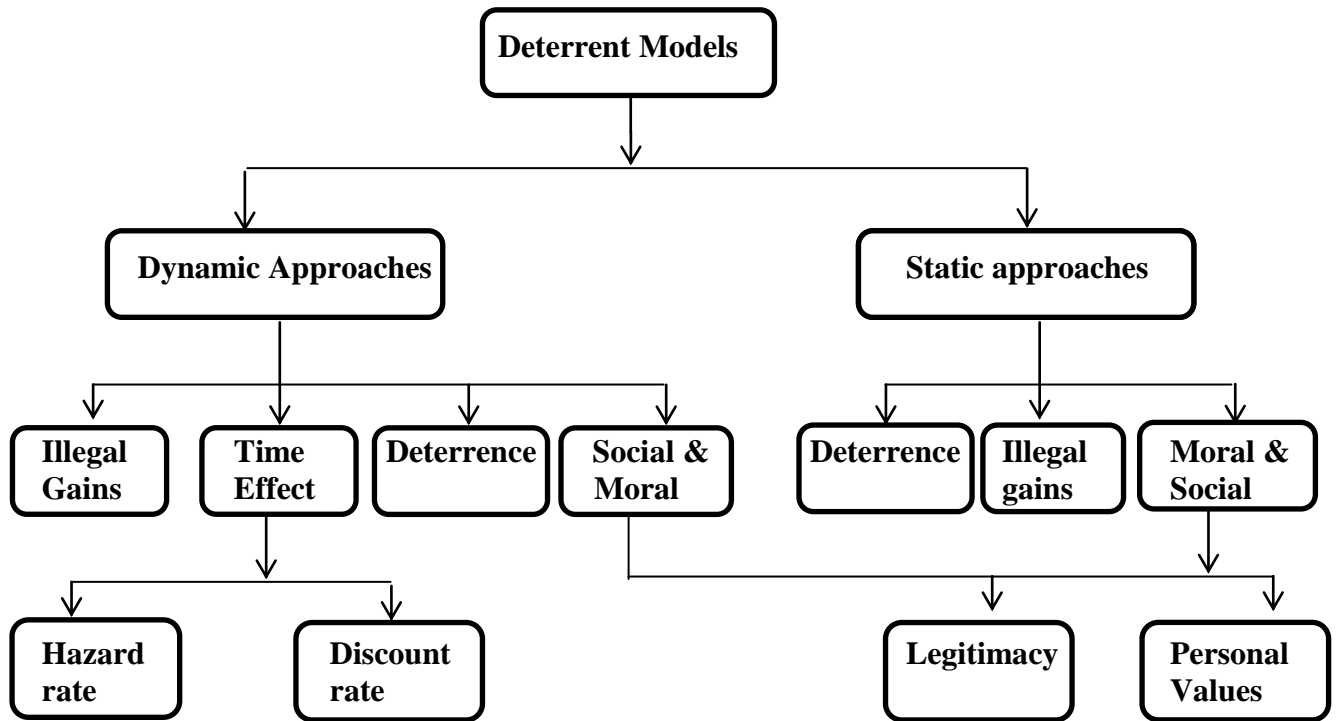 Deterrent Models
Dynamic Approaches
Static approaches
Illegal
Gains
Time
Effect
Deterrence
Social &
Moral
Deterrence
Illegal
gains
Moral &
Social
Hazard
rate
Discount
rate
Legitimacy
Personal
Values